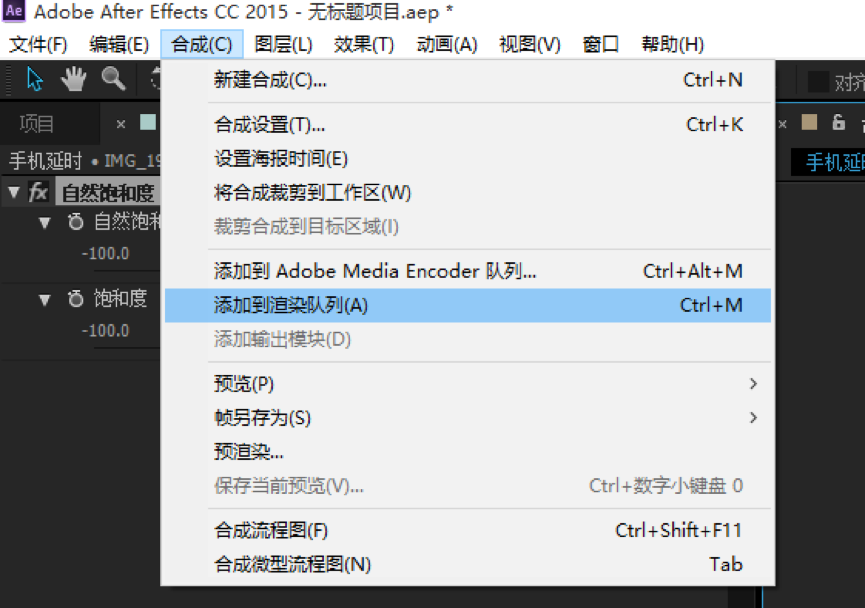 Ae Adobe After Effects CC 2015 - 无标题项目.aep *
文件(F) 编辑(E) 合成(C) 图层(L) 效果(T) 动画(A) 视图(V) 窗口 帮助(H)
新建合成(C)... Ctrl+N
对齐
合成设置(T)... Ctrl+K
项目 ×
×
设置海报时间(E)
手机延时 • IMG_19
手机延时
将合成裁剪到工作区(W)
fx 自然饱和度
裁剪合成到目标区域(I)
自然饱和
-100.0
添加到 Adobe Media Encoder 队列... Ctrl+Alt+M
饱和度
添加到渲染队列(A) Ctrl+M
-100.0
添加输出模块(D)
预览(P)
帧另存为(S)
预渲染...
保存当前预览(V)... Ctrl+数字小键盘 0
合成流程图(F) Ctrl+Shift+F11
合成微型流程图(N) Tab